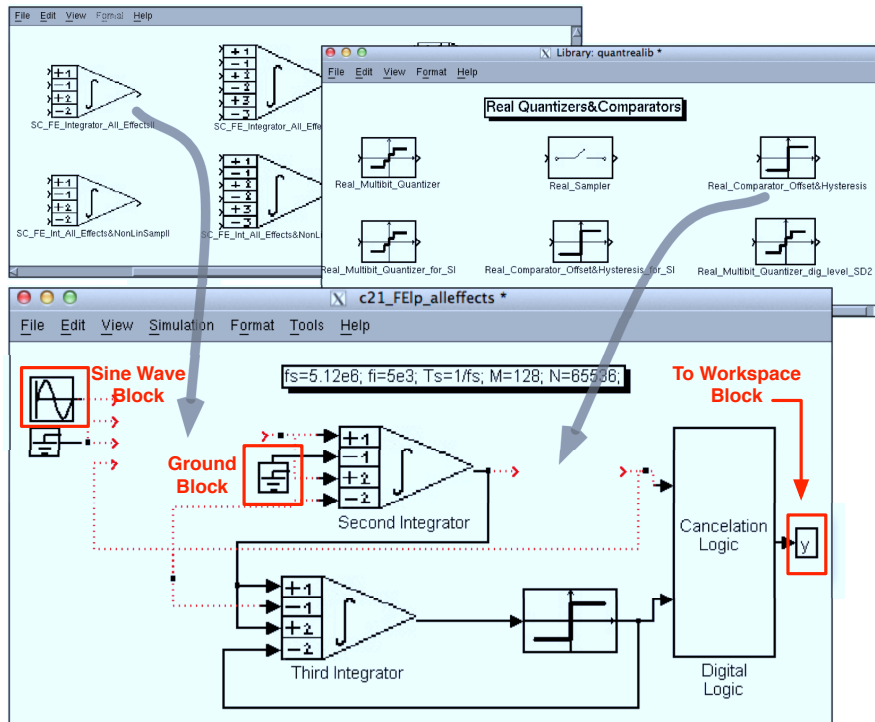 File Edit View Format Help
+1
−1
+2
−2
SC_FE_Integrator_All_EffectsII
+1
−1
+2
−2
+3
−3
SC_FE_Integrator_All_Effe
+1
−1
+2
−2
SC_FE_Int_All_Effects&NonLinSampII
+1
−1
+2
−2
+3
−3
SC_FE_Int_All_Effects&NonLi
X Library: quantrealib *
File Edit View Format Help
Real Quantizers&Comparators
Real_Multibit_Quantizer
Real_Sampler
Real_Comparator_Offset&Hysteresis
Real_Multibit_Quantizer_for_SI
Real_Comparator_Offset&Hysteresis_for_SI
Real_Multibit_Quantizer_dig_level_SD2
X c21_FElp_alleffects *
File Edit View Simulation Format Tools Help
Sine Wave
Block
fs=5.12e6; fi=5e3; Ts=1/fs; M=128; N=65536;
To Workspace
Block
Ground
Block
+1
−1
+2
−2
Second Integrator
Cancelation
Logic
y
+1
−1
+2
−2
Third Integrator
Digital
Logic